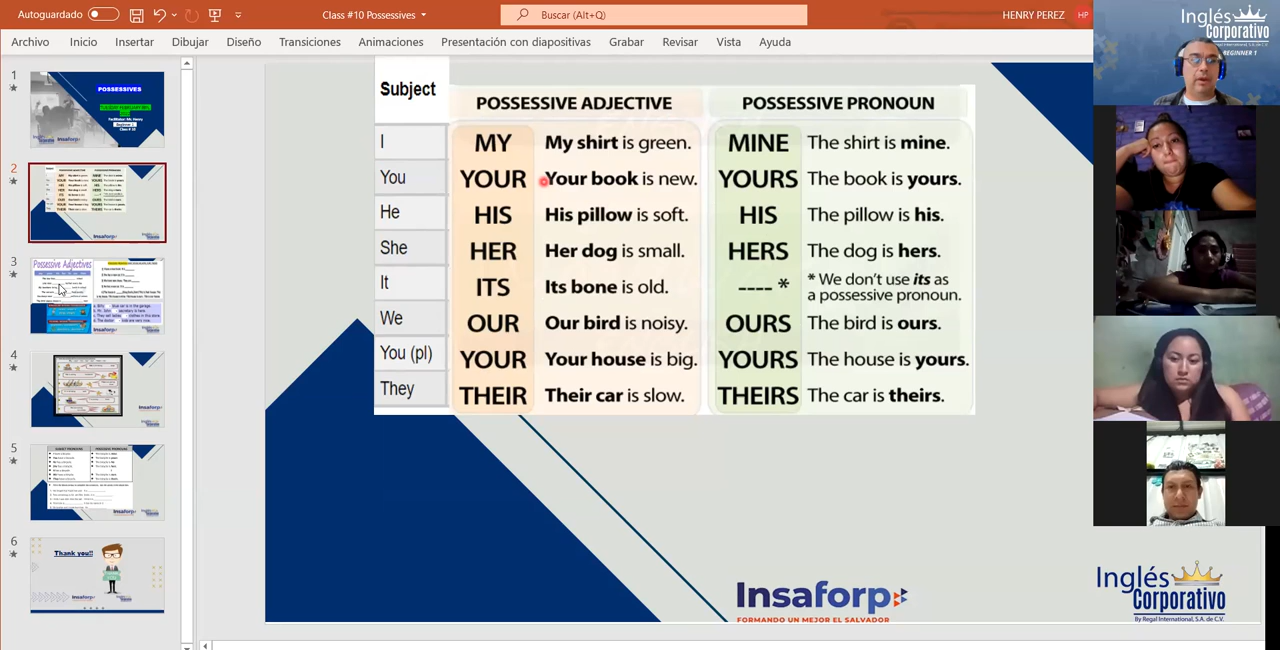 Autoguardado
Class #10 Possessives
Buscar (Alt+Q)
HENRY PEREZ
HP
Archivo Inicio Insertar Dibujar Diseño Transiciones Animaciones Presentación con diapositivas Grabar Revisar Vista Ayuda
1
POSSESSIVES
2
3
Possessive Adjectives
4
5
6
Thank you!!
Subject POSSESSIVE ADJECTIVE POSSESSIVE PRONOUN
I MY My shirt is green. MINE The shirt is mine.
You YOUR Your book is new. YOURS The book is yours.
He HIS His pillow is soft. HIS The pillow is his.
She HER Her dog is small. HERS The dog is hers.
It ITS Its bone is old. ----* * We don't use its as
a possessive pronoun.
We OUR Our bird is noisy. OURS The bird is ours.
You (pl) YOUR Your house is big. YOURS The house is yours.
They THEIR Their car is slow. THEIRS The car is theirs.
Insaforp
FORMANDO UN MEJOR EL SALVADOR
Inglés
Corporativo
By Regal International, S.A. de C.V.
Inglés
Corporativo
BEGINNER 1